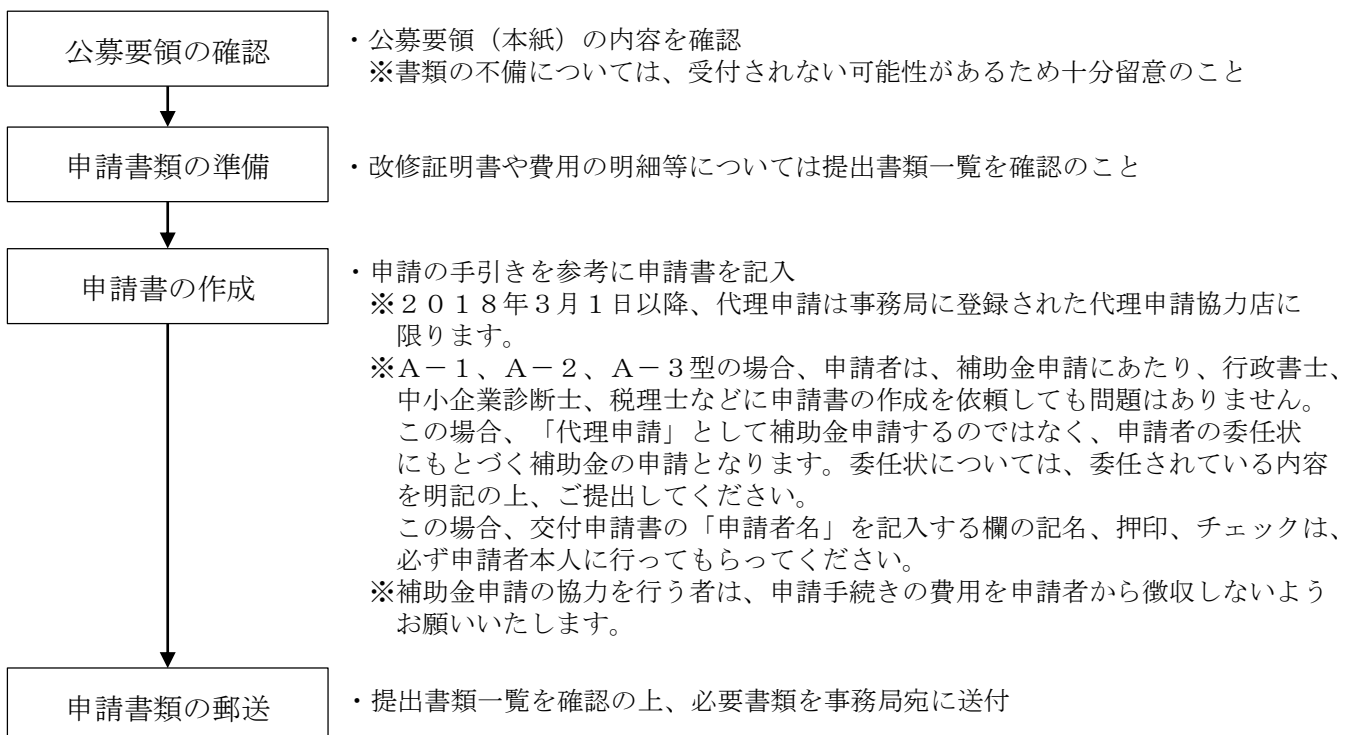 公募要領の確認
・公募要領（本紙）の内容を確認
※書類の不備については、受付されない可能性があるため十分留意のこと
申請書類の準備
・改修証明書や費用の明細等については提出書類一覧を確認のこと
申請書の作成
・申請の手引きを参考に申請書を記入
※２０１８年３月１日以降、代理申請は事務局に登録された代理申請協力店に
限ります。
※Ａ－１、Ａ－２、Ａ－３型の場合、申請者は、補助金申請にあたり、行政書士、
中小企業診断士、税理士などに申請書の作成を依頼しても問題はありません。
この場合、「代理申請」として補助金申請するのではなく、申請者の委任状
にもとづく補助金の申請となります。委任状については、委任されている内容
を明記の上、ご提出してください。
この場合、交付申請書の「申請者名」を記入する欄の記名、押印、チェックは、
必ず申請者本人に行ってもらってください。
※補助金申請の協力を行う者は、申請手続きの費用を申請者から徴収しないよう
お願いいたします。
申請書類の郵送
・提出書類一覧を確認の上、必要書類を事務局宛に送付